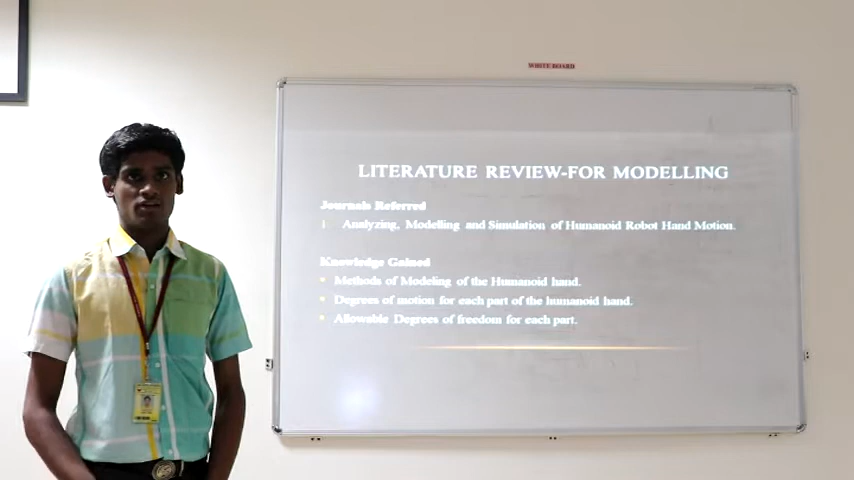 WHITE BOARD
LITERATURE REVIEW-FOR MODELLING
Journals Referred
1 Analyzing, Modelling and Simulation of Humanoid Robot Hand Motion.
Knowledge Gained
• Methods of Modeling of the Humanoid hand.
• Degrees of motion for each part of the humanoid hand.
• Allowable Degrees of freedom for each part.